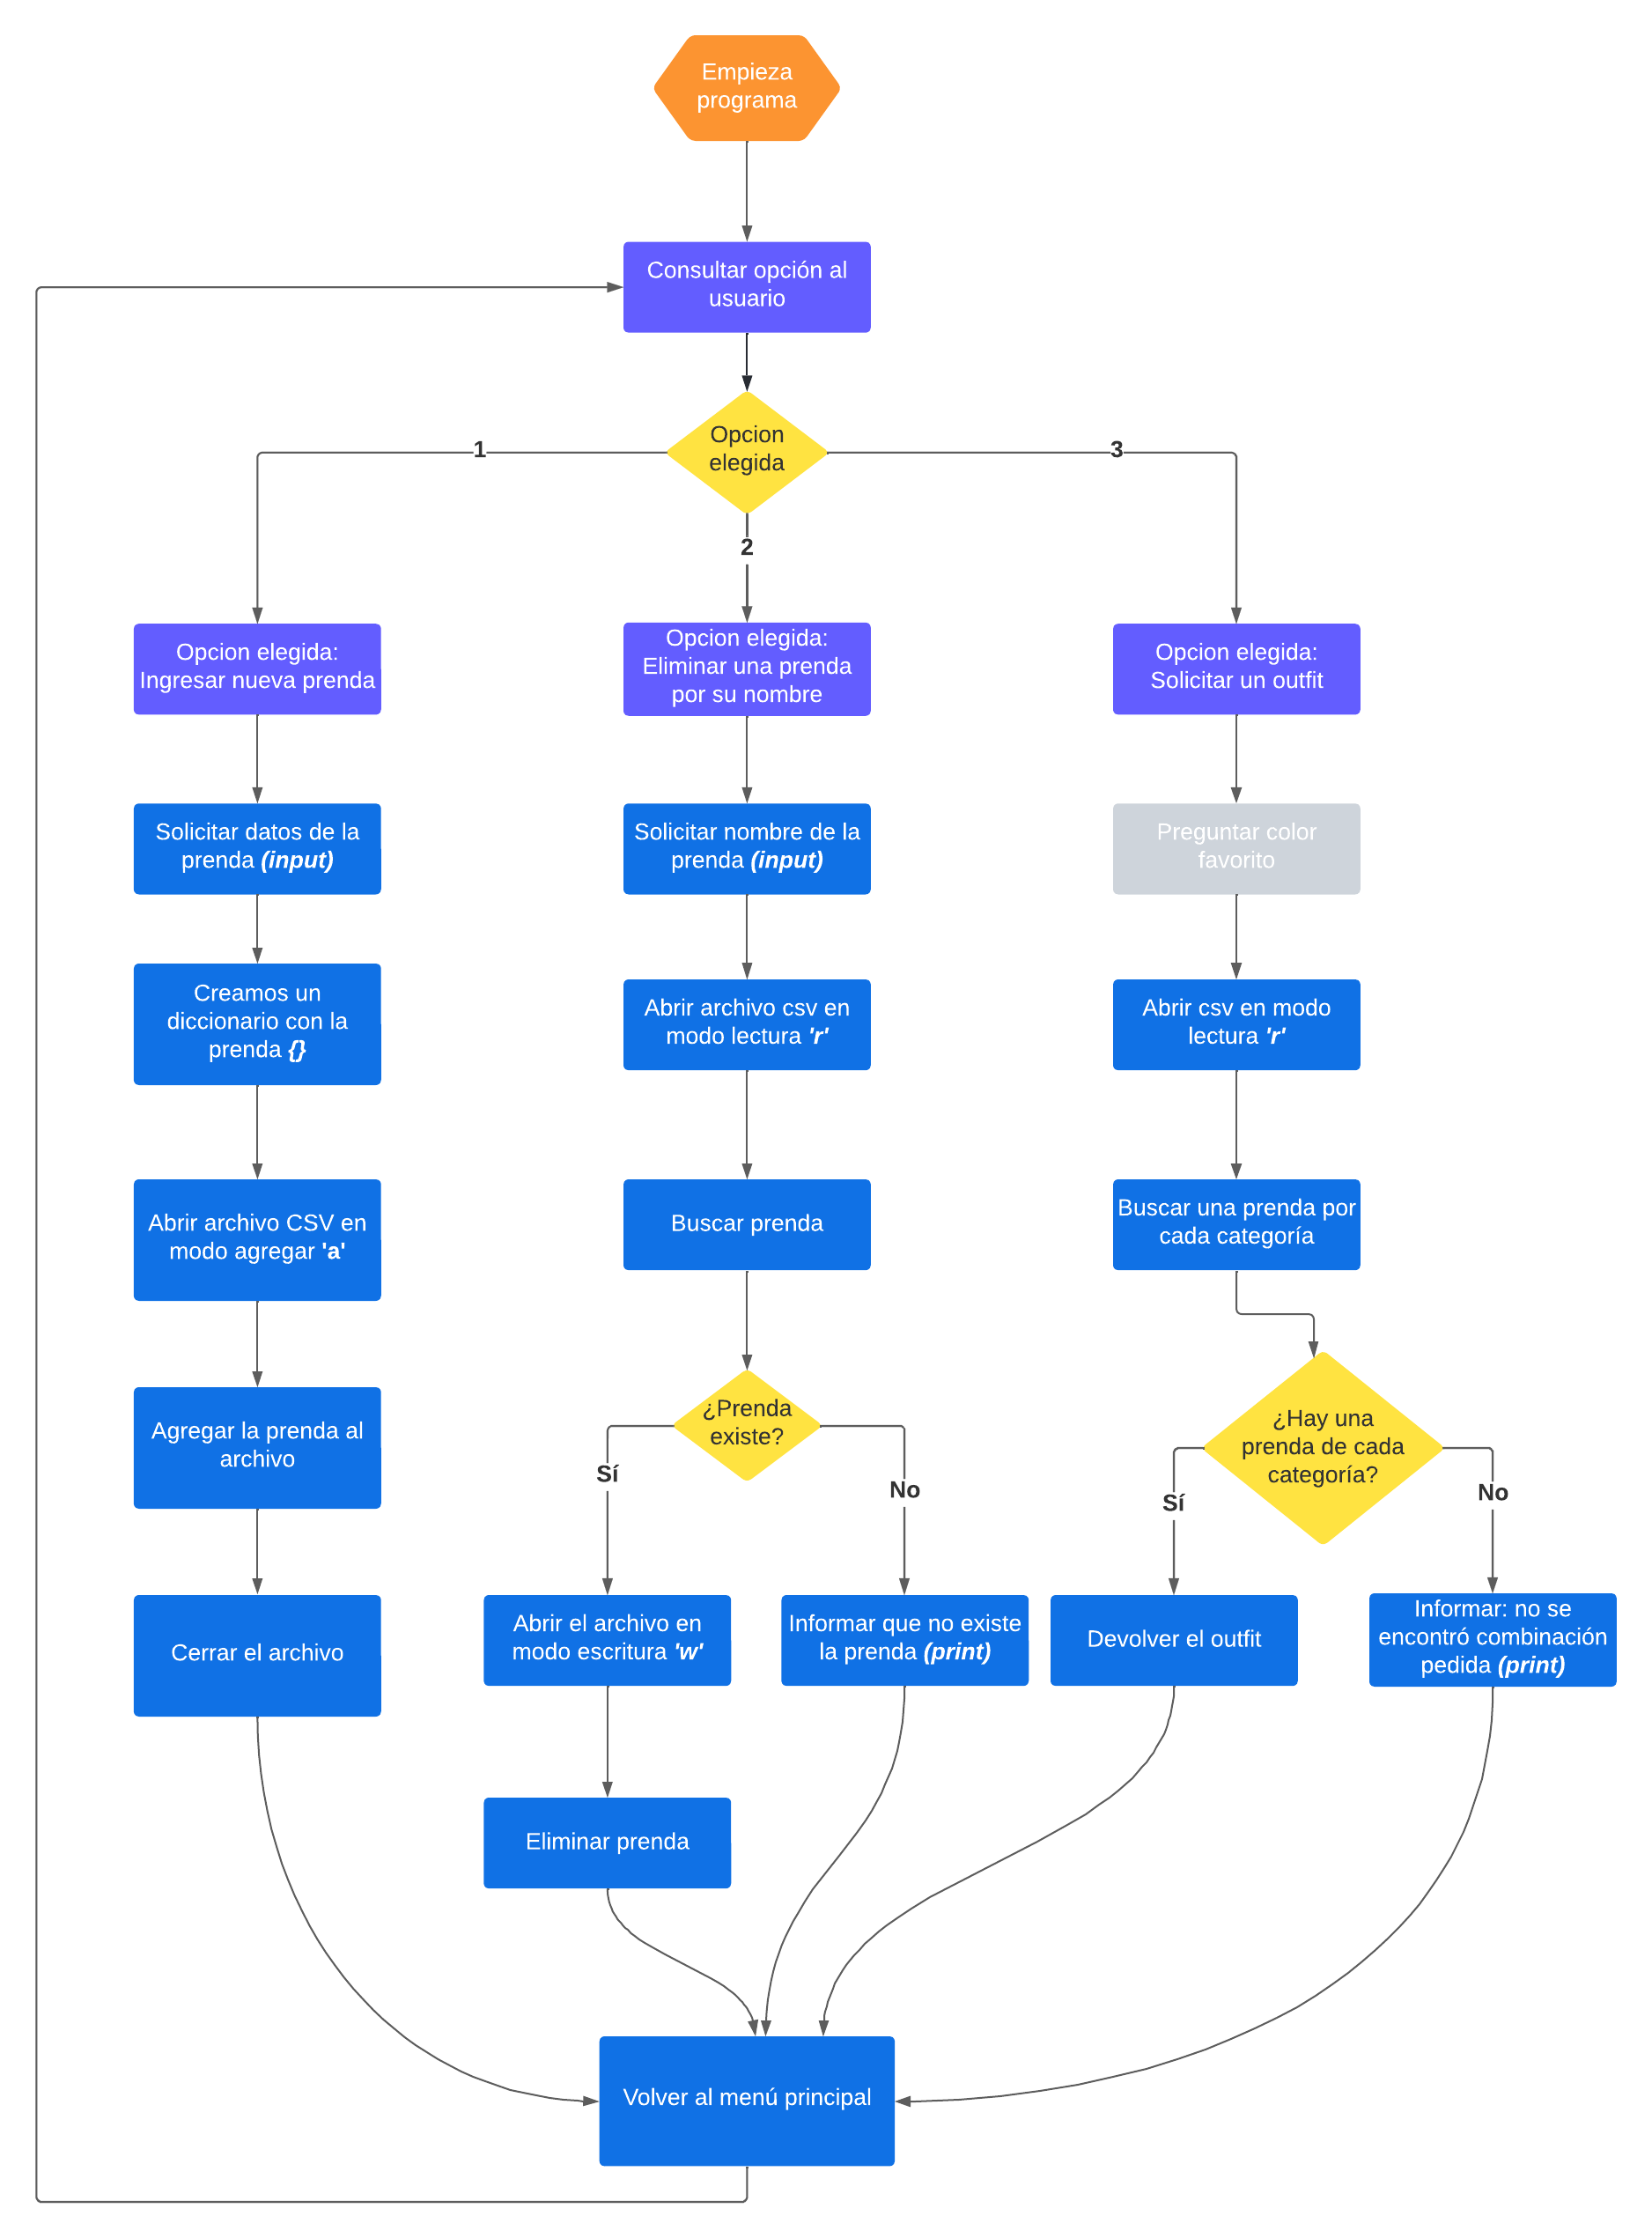 Empieza
programa
Consultar opción al
usuario
Opcion
elegida
1
2
3
Opcion elegida:
Ingresar nueva prenda
Solicitar datos de la
prenda (input)
Creamos un
diccionario con la
prenda {}
Abrir archivo CSV en
modo agregar 'a'
Agregar la prenda al
archivo
Cerrar el archivo
Opcion elegida:
Eliminar una prenda
por su nombre
Solicitar nombre de la
prenda (input)
Abrir archivo csv en
modo lectura 'r'
Buscar prenda
¿Prenda
existe?
Sí
No
Abrir el archivo en
modo escritura 'w'
Eliminar prenda
Informar que no existe
la prenda (print)
Opcion elegida:
Solicitar un outfit
Preguntar color
favorito
Abrir csv en modo
lectura 'r'
Buscar una prenda por
cada categoría
¿Hay una
prenda de cada
categoría?
Sí
No
Devolver el outfit
Informar: no se
encontró combinación
pedida (print)
Volver al menú principal